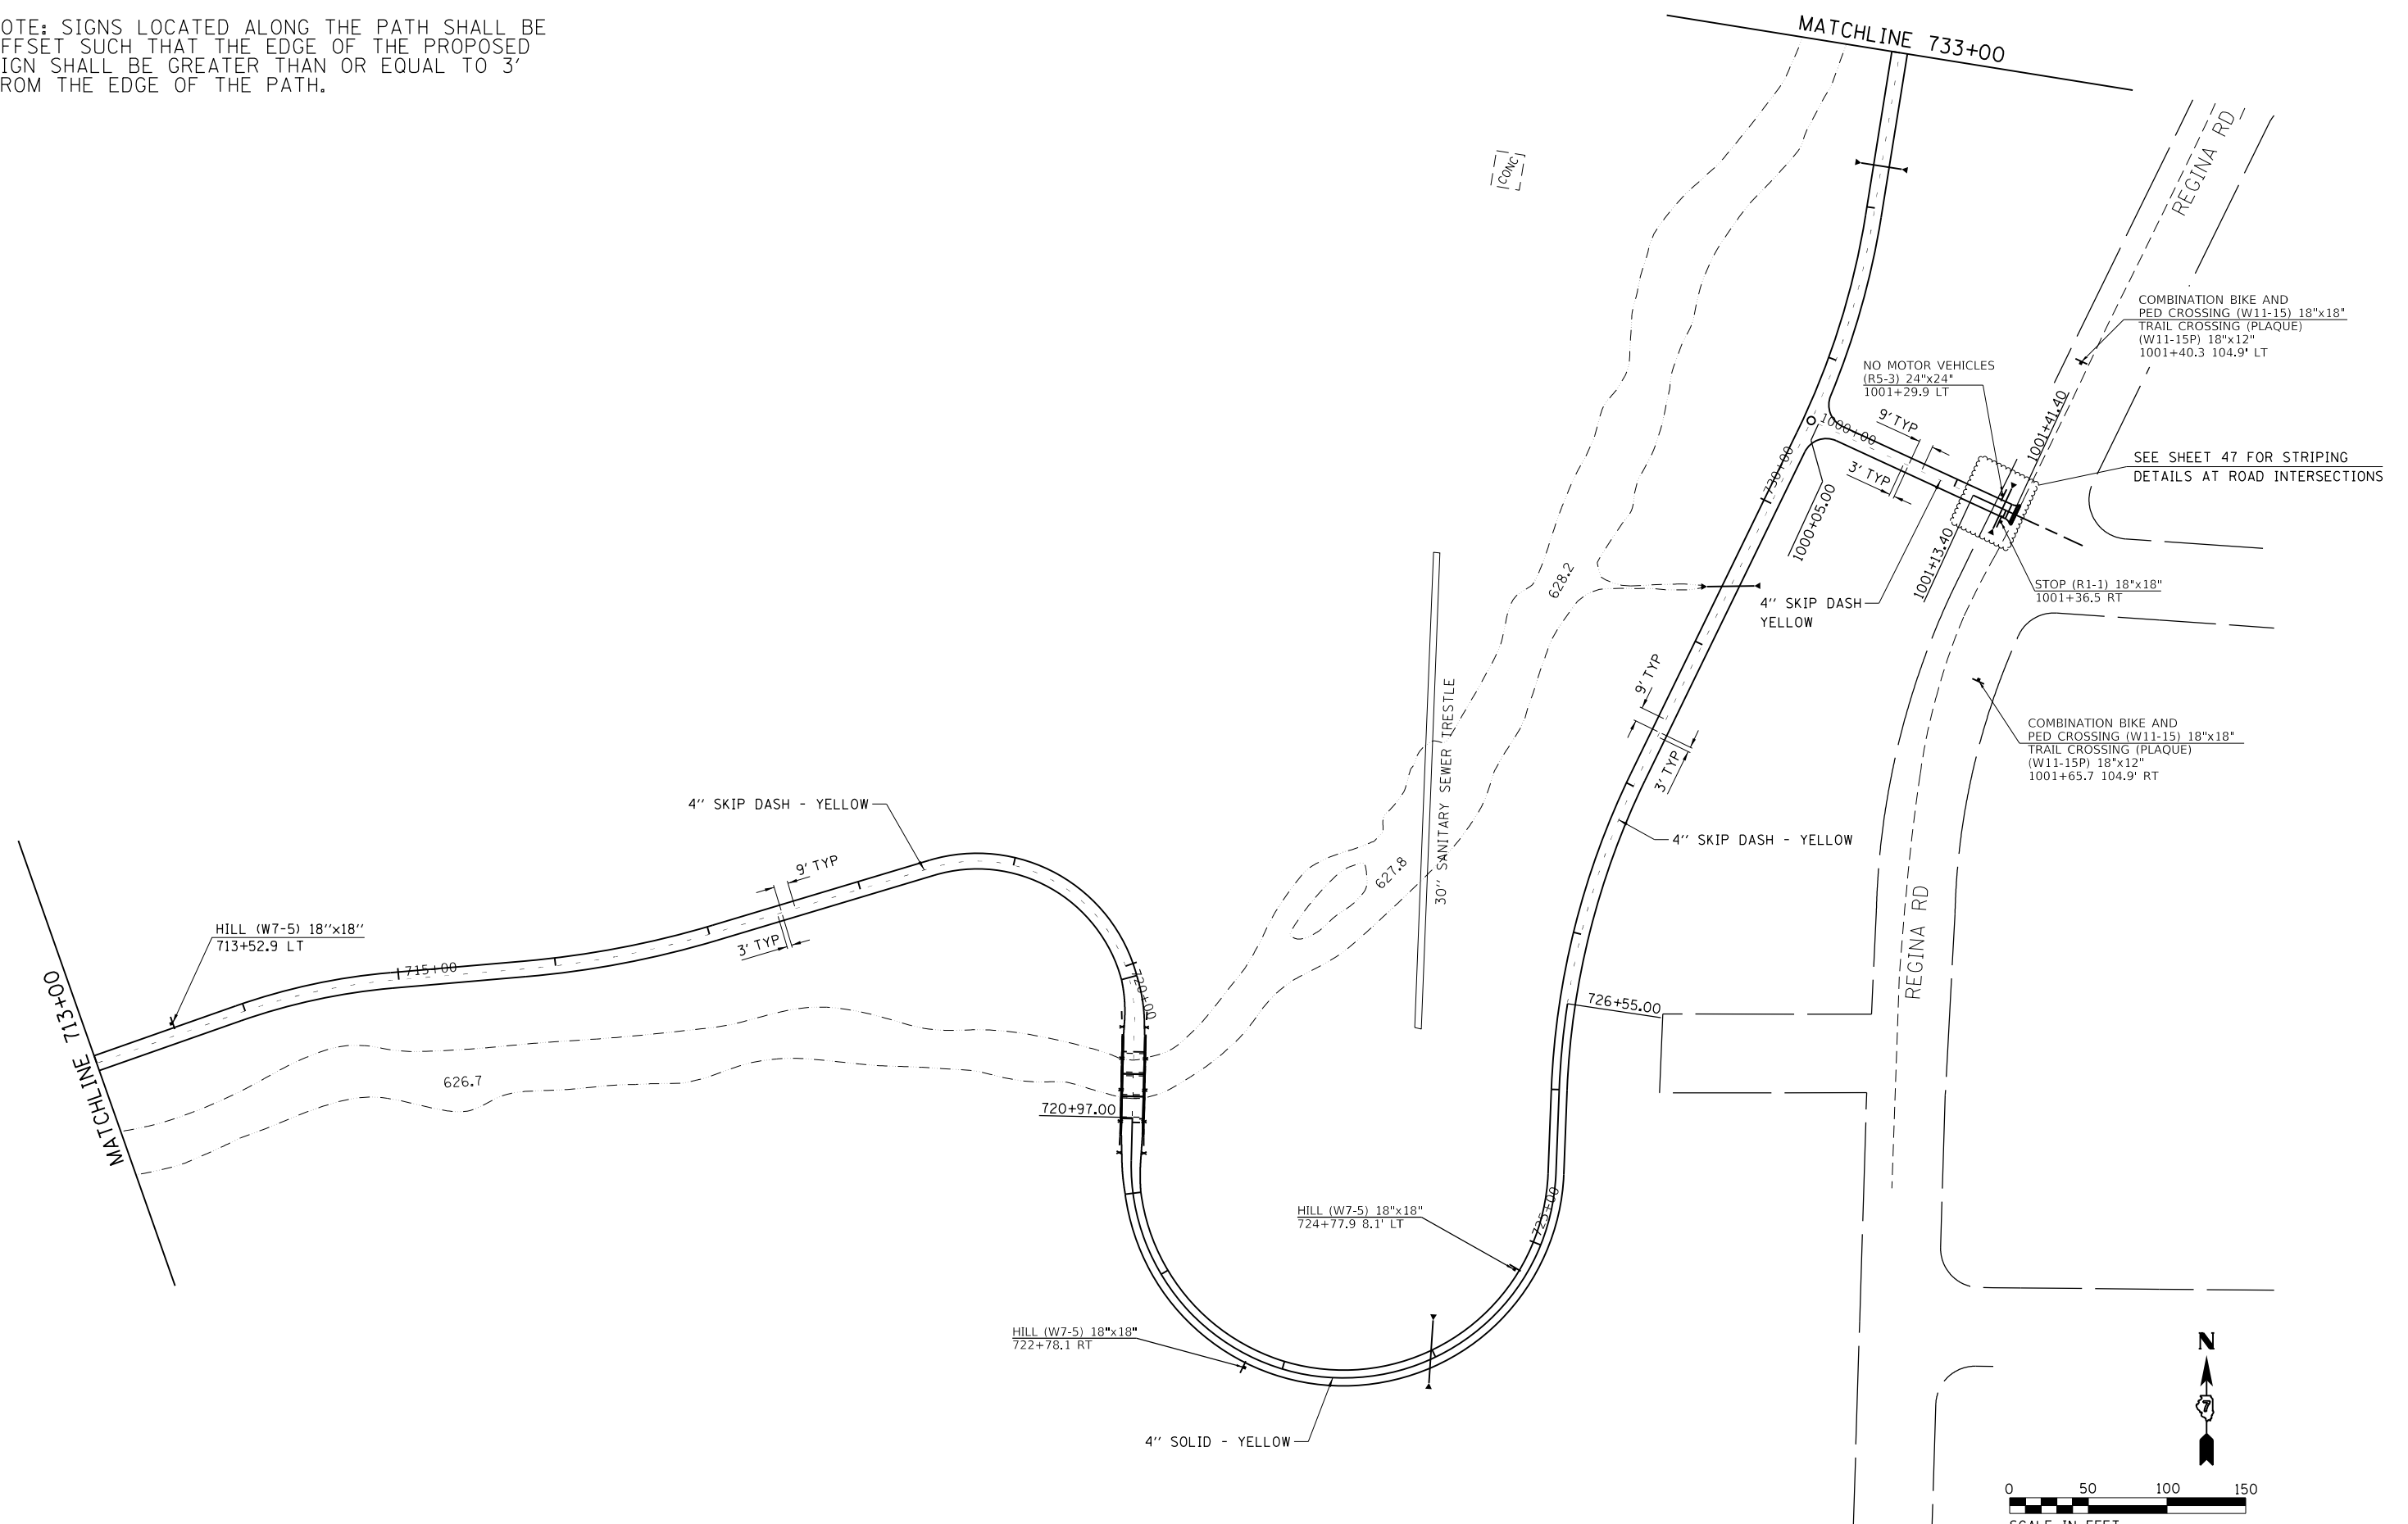 OTE: SIGNS LOCATED ALONG THE PATH SHALL BE
FFSET SUCH THAT THE EDGE OF THE PROPOSED
IGN SHALL BE GREATER THAN OR EQUAL TO 3'
ROM THE EDGE OF THE PATH.
MATCHLINE 733+00
REGINA RD
CONC
COMBINATION BIKE AND
PED CROSSING (W11-15) 18"x18"
TRAIL CROSSING (PLAQUE)
(W11-15P) 18"x12"
1001+40.3 104.9' LT
NO MOTOR VEHICLES
(R5-3) 24"x24"
1001+29.9 LT
1001+41.40
9' TYP
1000+00
3' TYP
730+00
1000+05.00
SEE SHEET 47 FOR STRIPING
DETAILS AT ROAD INTERSECTIONS
1001+13.40
STOP (R1-1) 18"x18"
1001+36.5 RT
4'' SKIP DASH
YELLOW
628.2
9' TYP
3' TYP
COMBINATION BIKE AND
PED CROSSING (W11-15) 18"x18"
TRAIL CROSSING (PLAQUE)
(W11-15P) 18"x12"
1001+65.7 104.9' RT
30'' SANITARY SEWER TRESTLE
4'' SKIP DASH - YELLOW
4'' SKIP DASH - YELLOW
627.8
9' TYP
3' TYP
REGINA RD
HILL (W7-5) 18''x18''
713+52.9 LT
715+00
720+00
726+55.00
MATCHLINE 713+00
626.7
720+97.00
HILL (W7-5) 18"x18"
724+77.9 8.1' LT
725+00
HILL (W7-5) 18"x18"
722+78.1 RT
4'' SOLID - YELLOW
N
7
0 50 100 150
SCALE IN FEET